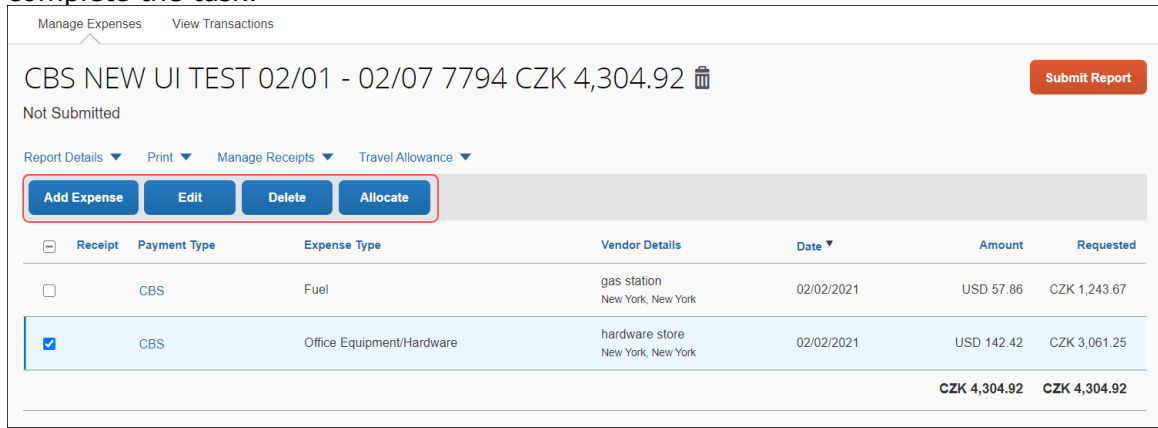 complete the task.
Manage Expenses View Transactions
CBS NEW UI TEST 02/01 - 02/07 7794 CZK 4,304.92
Submit Report
Not Submitted
Report Details Print Manage Receipts Travel Allowance
Add Expense Edit Delete Allocate
Receipt Payment Type Expense Type Vendor Details Date Amount Requested
CBS Fuel gas station 02/02/2021 USD 57.86 CZK 1,243.67
New York, New York
CBS Office Equipment/Hardware hardware store 02/02/2021 USD 142.42 CZK 3,061.25
New York, New York
CZK 4,304.92 CZK 4,304.92